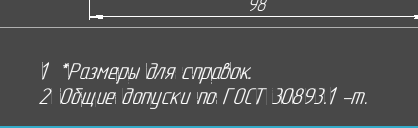 98
1 *Размеры для справок.
2 Общие допуски по ГОСТ 30893.1 -m.